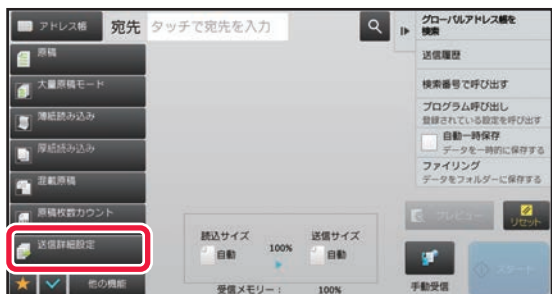 アドレス帳
宛先
タッチで宛先を入力
原稿
大量原稿モード
薄紙読み込み
厚紙読み込み
混載原稿
原稿枚数カウント
送信詳細設定
他の機能
読込サイズ
自動
100%
送信サイズ
自動
受信メモリー: 100%
グローバルアドレス帳を
検索
送信履歴
検索番号で呼び出す
プログラム呼び出し
登録されている設定を呼び出す
自動一時保存
データを一時的に保存する
ファイリング
データをフォルダーに保存する
プレビュー
リセット
手動受信
スタート